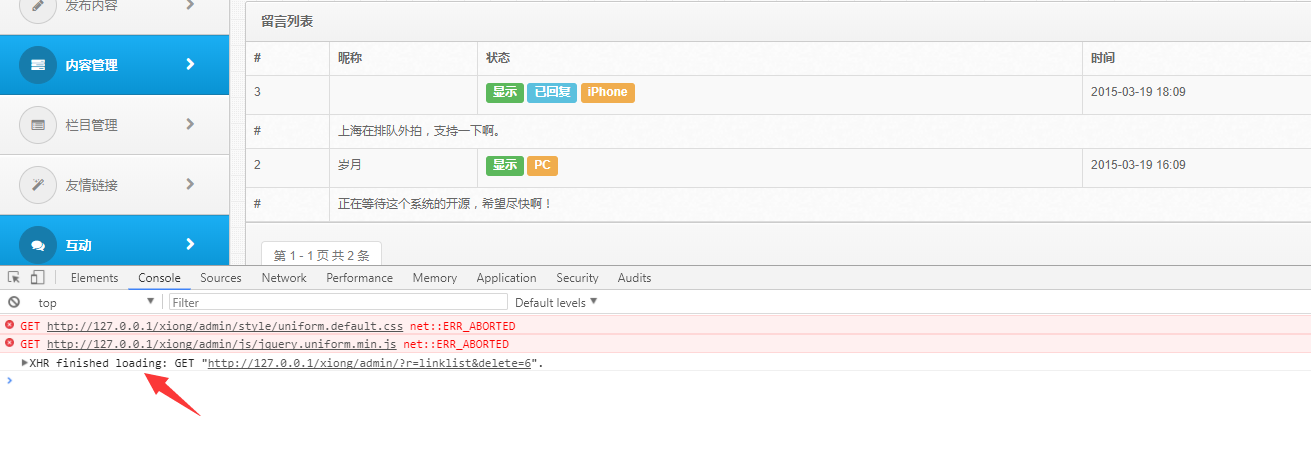 发布内容
内容管理
栏目管理
友情链接
互动
留言列表
# 昵称 状态 时间
3 显示 已回复 iPhone 2015-03-19 18:09
# 上海在排队外拍，支持一下啊。
2 岁月 显示 PC 2015-03-19 16:09
# 正在等待这个系统的开源，希望尽快啊！
第 1 - 1 页 共 2 条
Elements Console Sources Network Performance Memory Application Security Audits
top Filter Default levels
GET http://127.0.0.1/xiong/admin/style/uniform.default.css net::ERR_ABORTED
GET http://127.0.0.1/xiong/admin/js/jquery.uniform.min.js net::ERR_ABORTED
XHR finished loading: GET "http://127.0.0.1/xiong/admin/?r=linklist&delete=6".